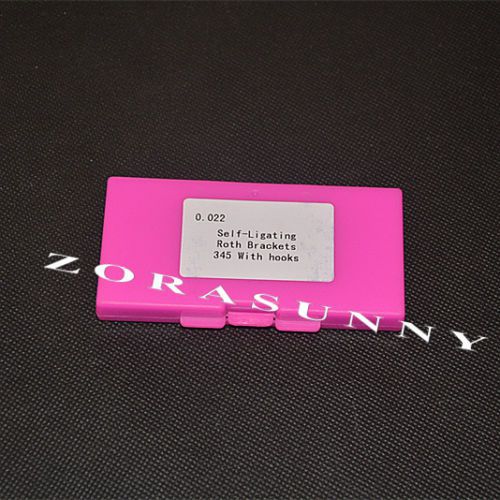 0.022
Self-Ligating
Roth Brackets
345 With hooks
ZORASUNNY